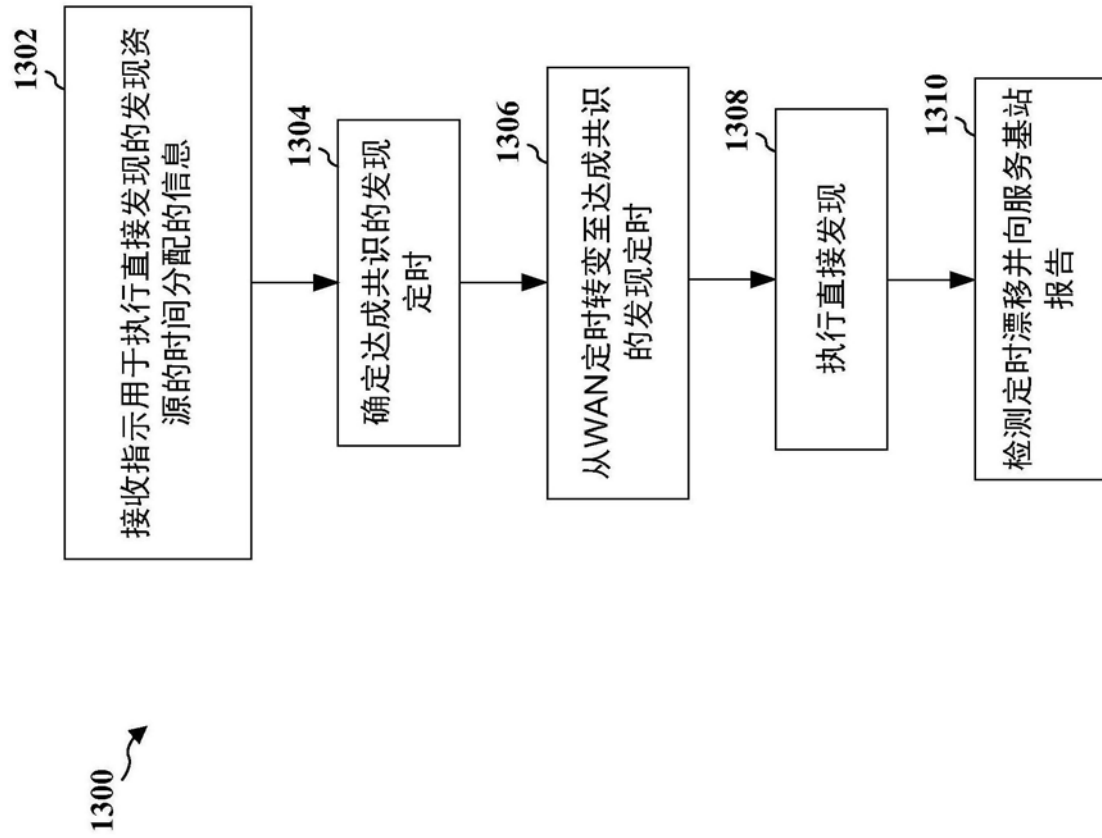 1300
1302
接收指示用于执行直接发现的发现资
源的时间分配的信息
1304
确定达成共识的发现
定时
1306
从WAN定时转变至达成共识
的发现定时
1308
执行直接发现
1310
检测定时漂移并向服务基站
报告